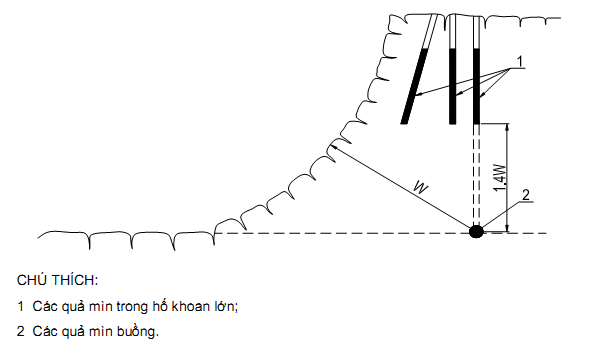 1
1.4W
W
2
CHÚ THÍCH:
1 Các quả mìn trong hố khoan lớn;
2 Các quả mìn buồng.